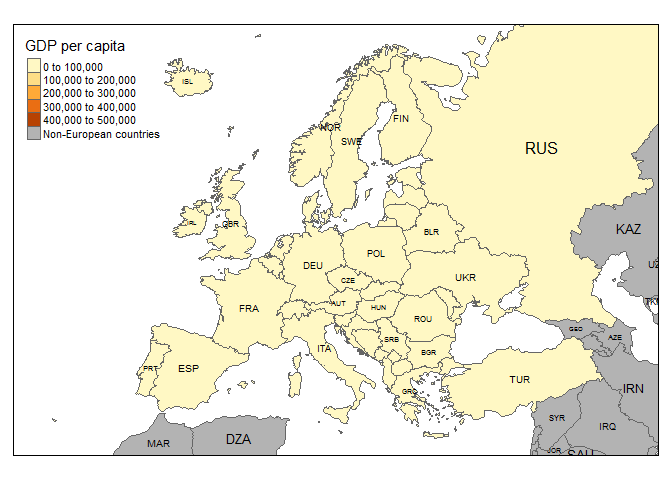 GDP per capita
0 to 100,000
100,000 to 200,000
200,000 to 300,000
300,000 to 400,000
400,000 to 500,000
Non-European countries
ISL
NOR
SWE
FIN
RUS
IRL
GBR
BLR
KAZ
DEU
POL
CZE
UKR
FRA
AUT
HUN
ROU
ITA
SRB
BGR
PRT
ESP
GRC
TUR
GEO
AZE
MAR
DZA
SYR
IRQ
IRN
JOR